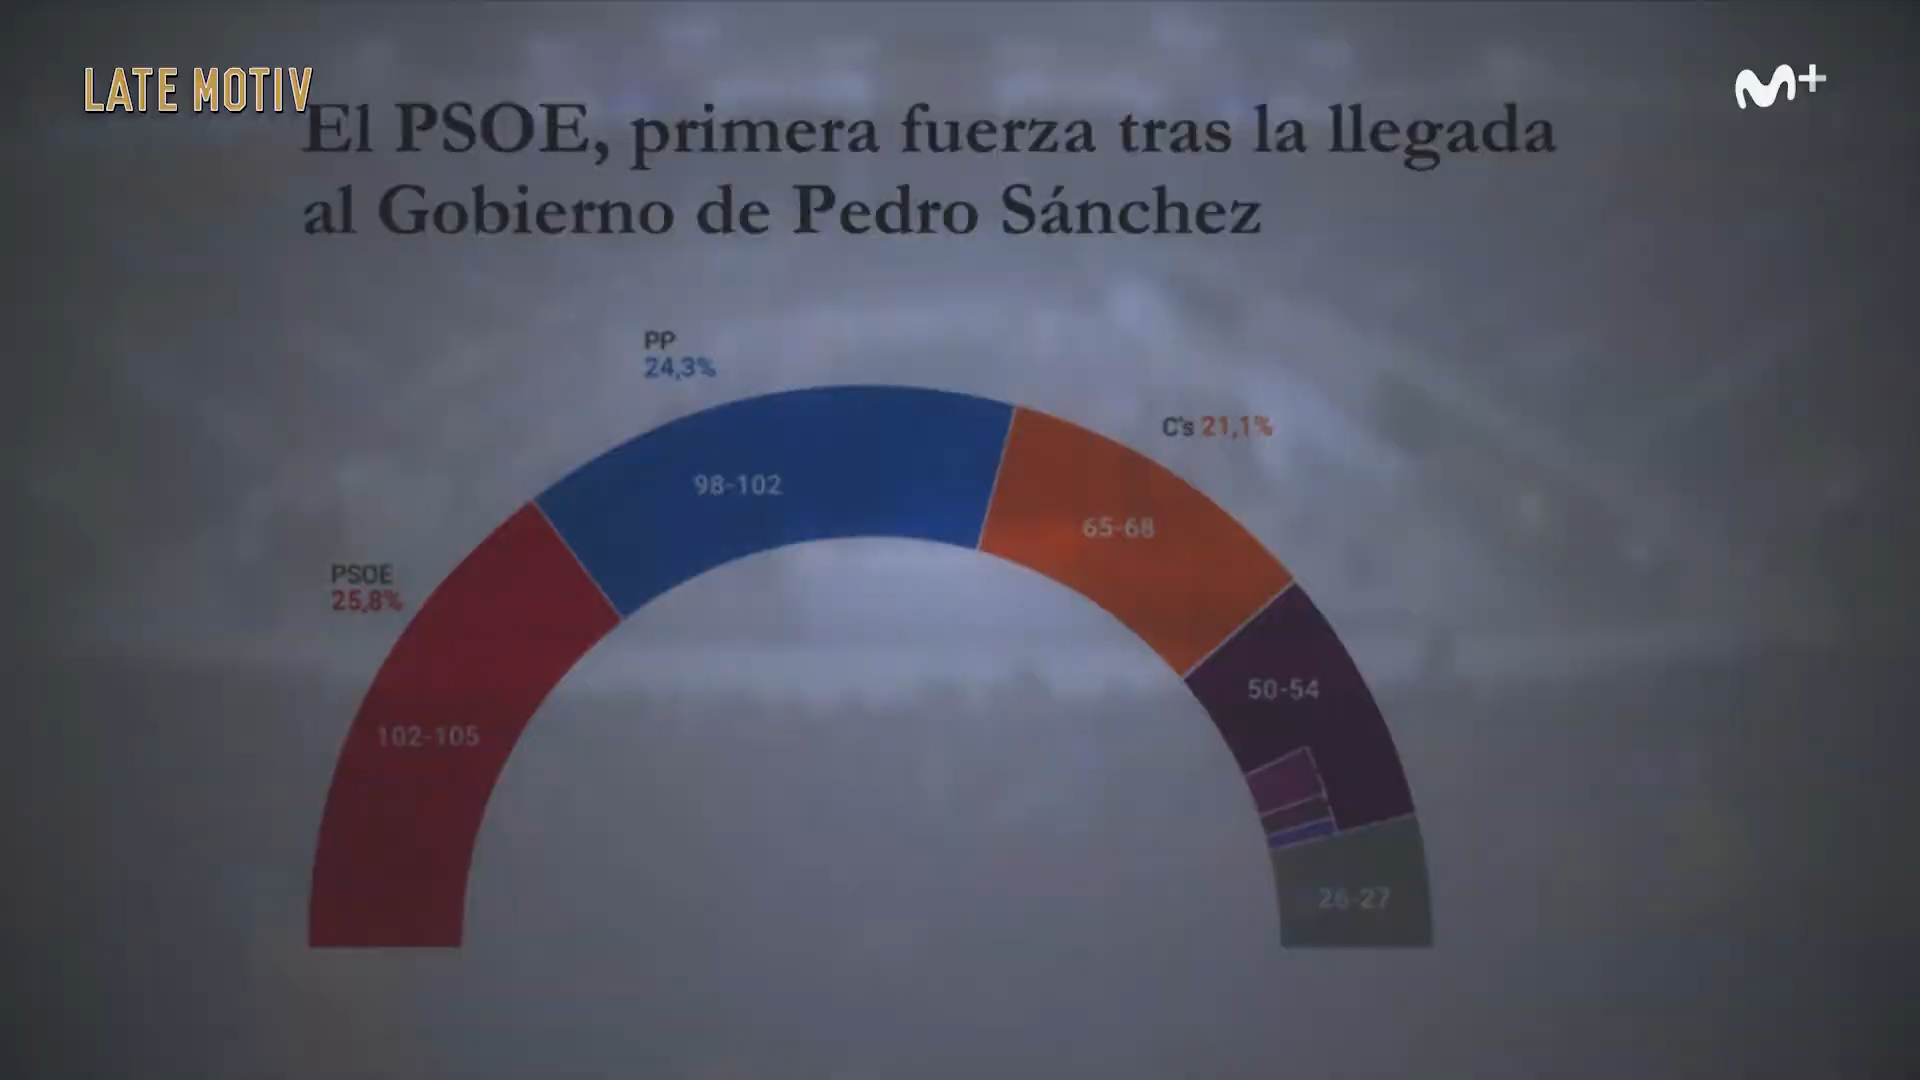 LATE MOTIV
M+
El PSOE, primera fuerza tras la llegada
al Gobierno de Pedro Sánchez
PP
24,3%
C's 21,1%
98-102
65-68
PSOE
25,8%
50-54
102-105
26-27